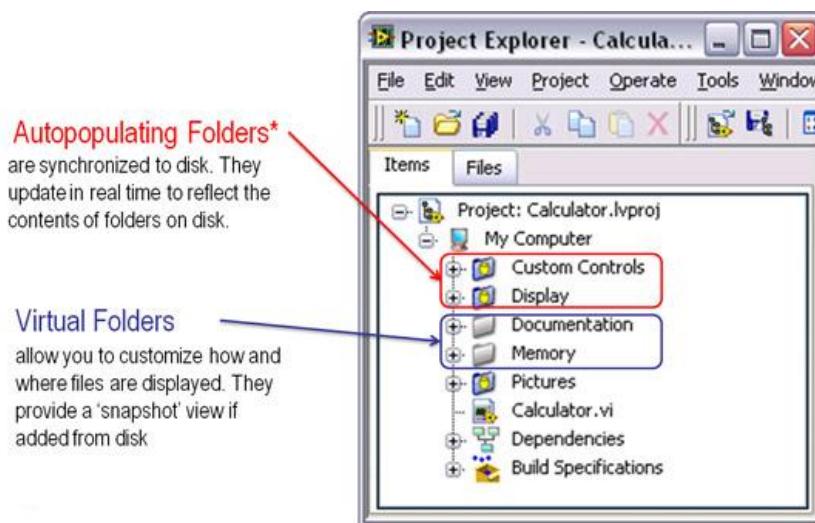 Project Explorer - Calcula...
File Edit View Project Operate Tools Window
Autopopulating Folders*
are synchronized to disk. They
update in real time to reflect the
contents of folders on disk.
Virtual Folders
allow you to customize how and
where files are displayed. They
provide a ‘snapshot’ view if
added from disk
Items Files
Project: Calculator.lvproj
My Computer
Custom Controls
Display
Documentation
Memory
Pictures
Calculator.vi
Dependencies
Build Specifications